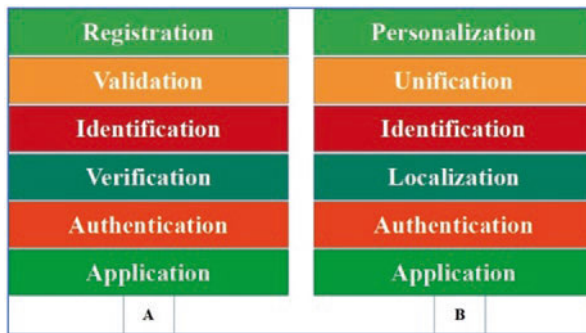 Registration
Validation
Identification
Verification
Authentication
Application
A
Personalization
Unification
Identification
Localization
Authentication
Application
B